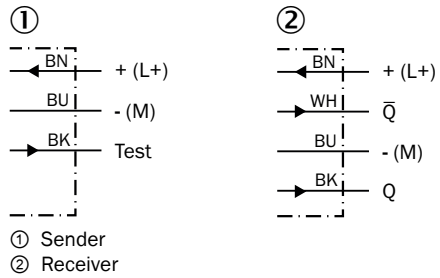 ① ②
BN + (L+) BN + (L+)
BU - (M) WH Q̅
BK Test BU - (M)
BK Q
① Sender
② Receiver